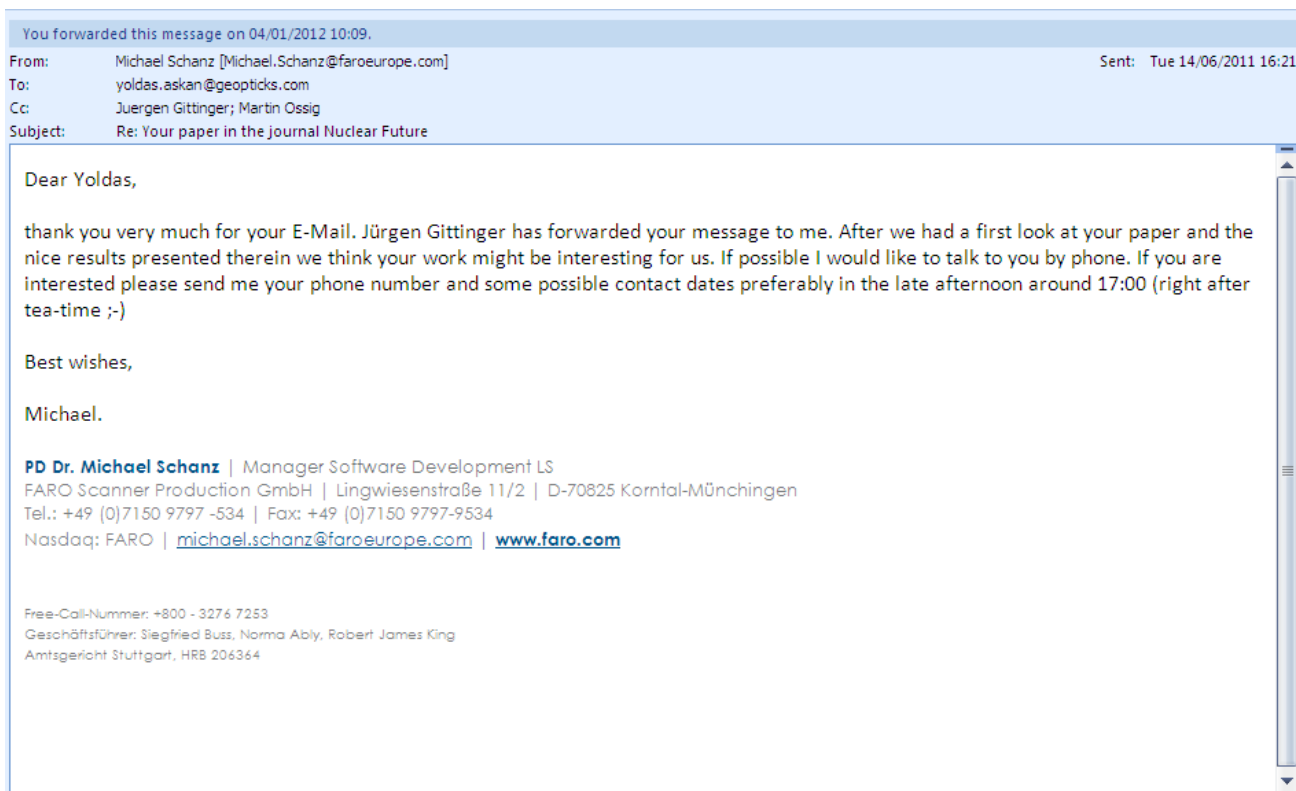 You forwarded this message on 04/01/2012 10:09.
From: Michael Schanz [Michael.Schanz@faroeurope.com] Sent: Tue 14/06/2011 16:21
To: yoldas.askan@geopticks.com
Cc: Juergen Gittinger; Martin Ossig
Subject: Re: Your paper in the journal Nuclear Future
Dear Yoldas,
thank you very much for your E-Mail. Jürgen Gittinger has forwarded your message to me. After we had a first look at your paper and the
nice results presented therein we think your work might be interesting for us. If possible I would like to talk to you by phone. If you are
interested please send me your phone number and some possible contact dates preferably in the late afternoon around 17:00 (right after
tea-time ;-)
Best wishes,
Michael.
PD Dr. Michael Schanz | Manager Software Development LS
FARO Scanner Production GmbH | Lingwiesenstraße 11/2 | D-70825 Korntal-Münchingen
Tel.: +49 (0)7150 9797 -534 | Fax: +49 (0)7150 9797-9534
Nasdaq: FARO | michael.schanz@faroeurope.com | www.faro.com
Free-Call-Nummer: +800 - 3276 7253
Geschäftsführer: Siegfried Buss, Norma Ably, Robert James King
Amtsgericht Stuttgart, HRB 206364